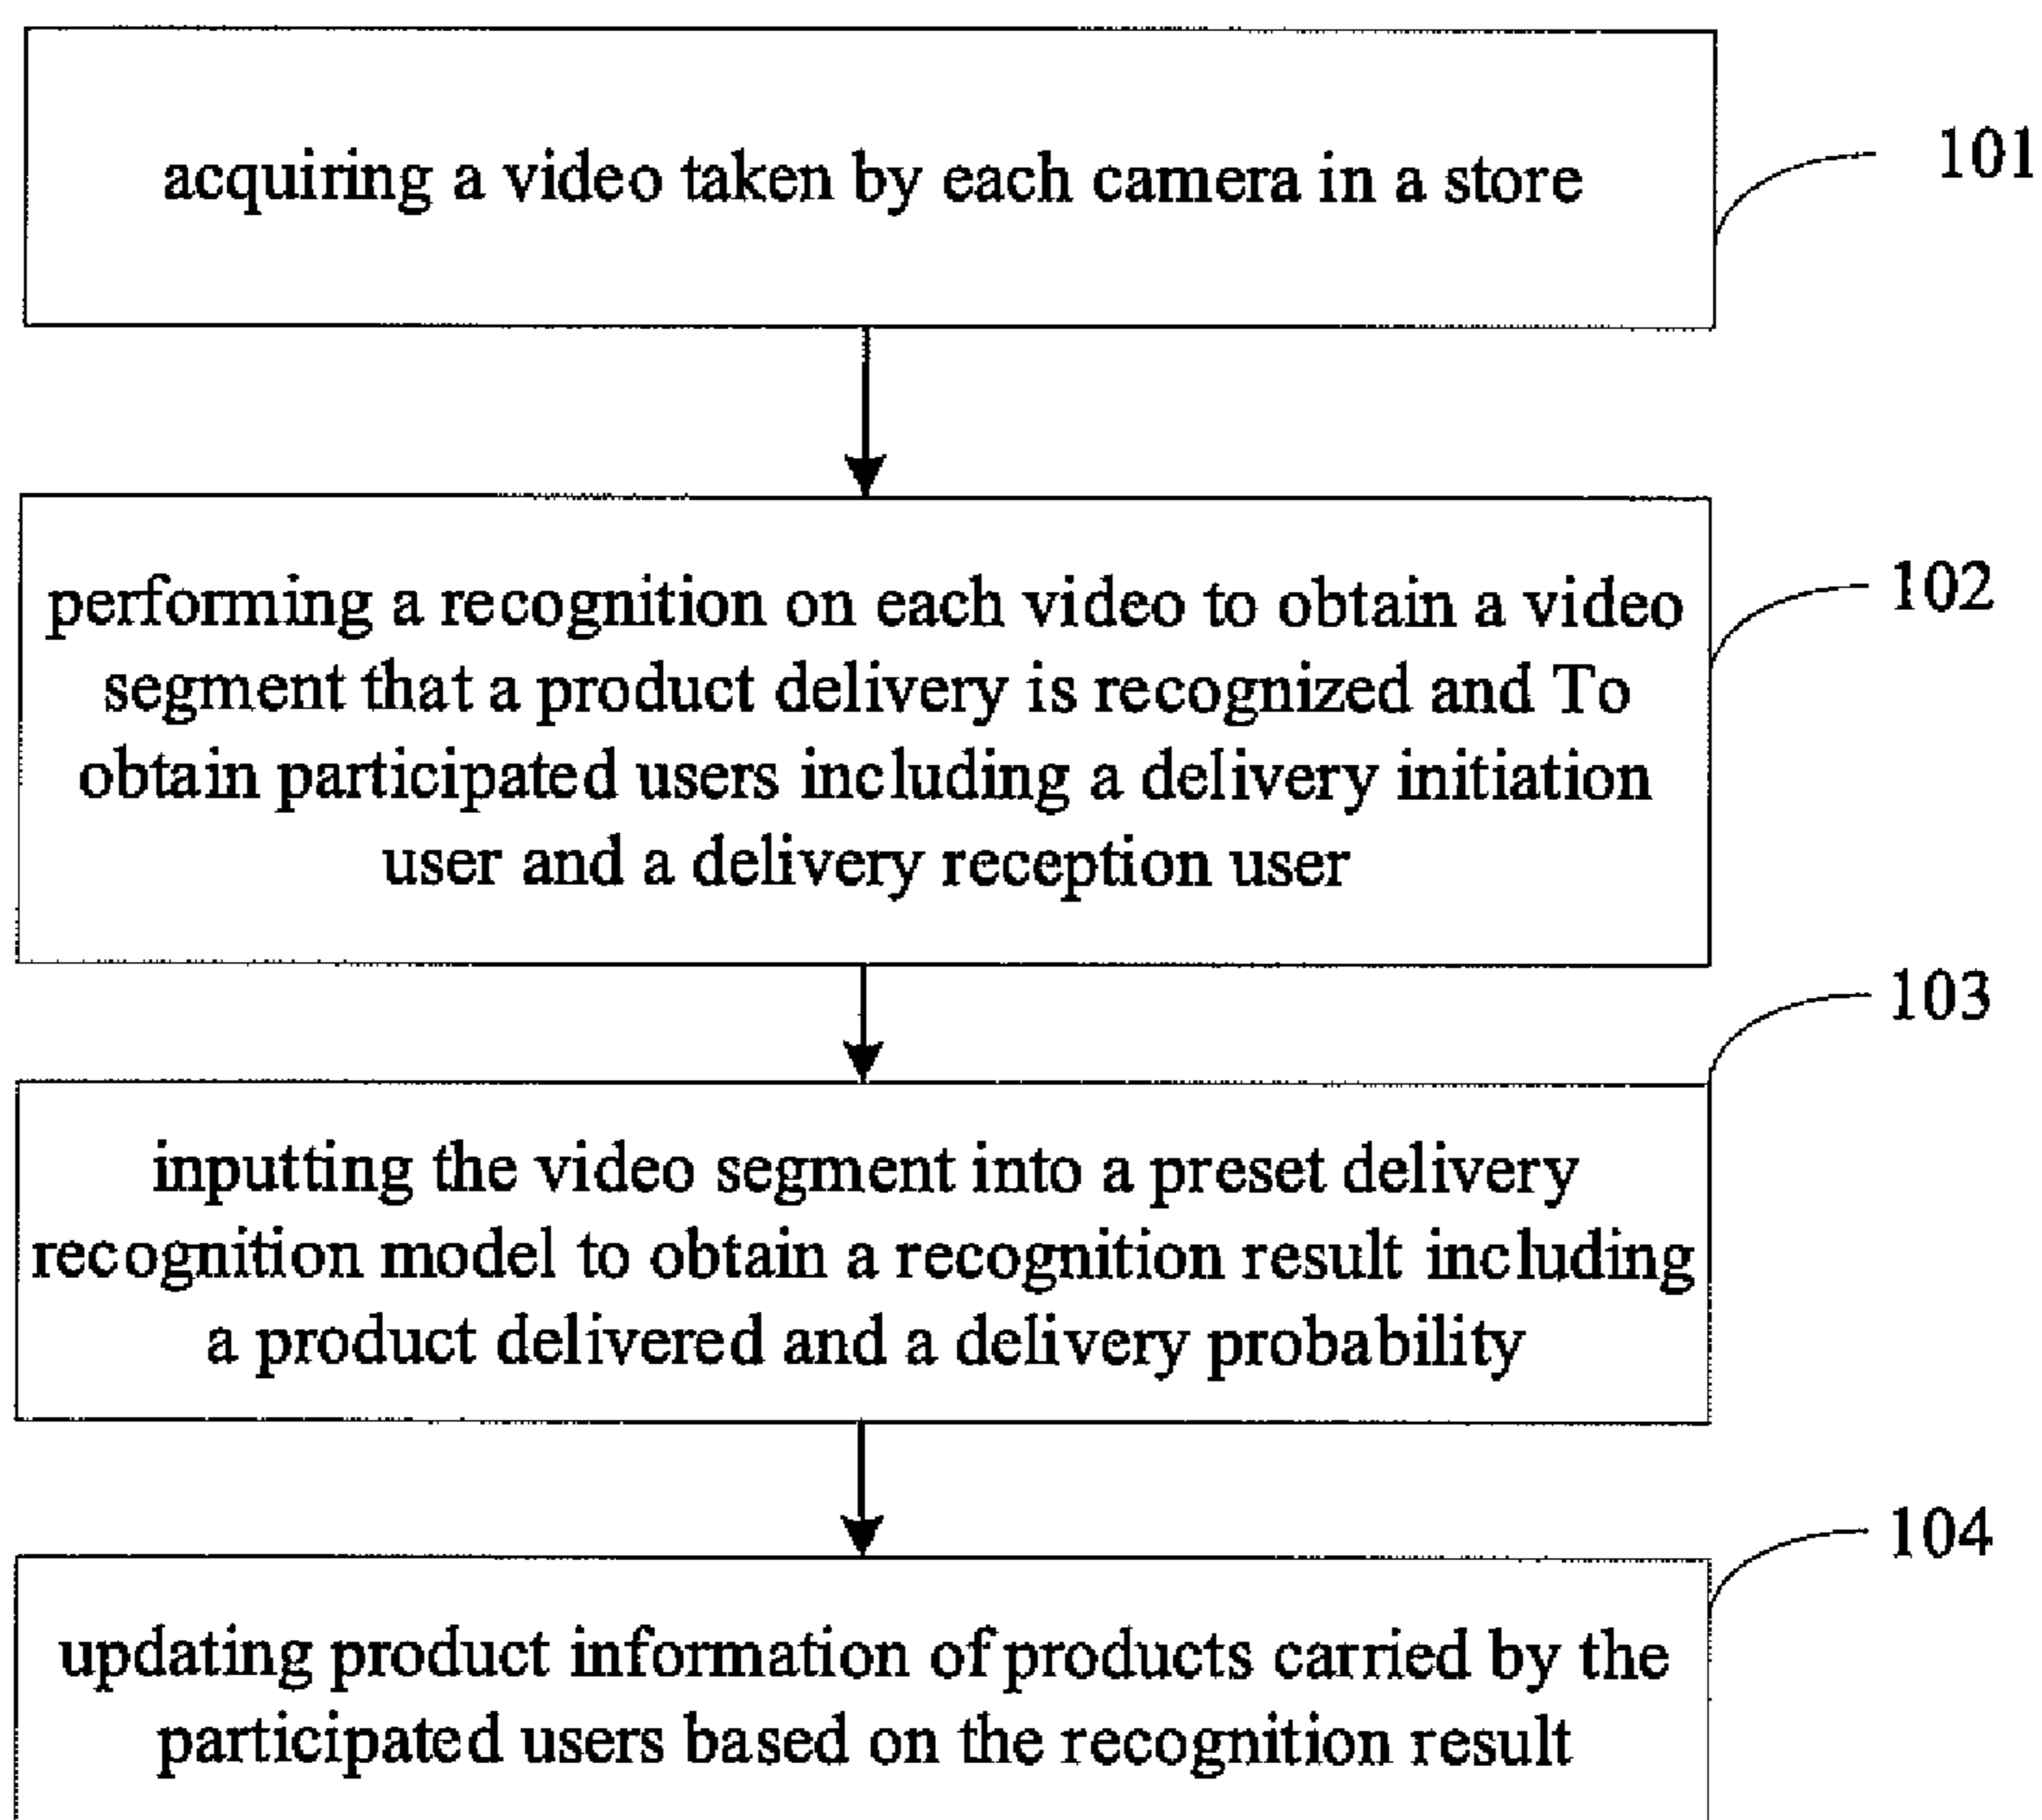 acquiring a video taken by each camera in a store
101
performing a recognition on each video to obtain a video
segment that a product delivery is recognized and To
obtain participated users including a delivery initiation
user and a delivery reception user
102
103
inputting the video segment into a preset delivery
recognition model to obtain a recognition result including
a product delivered and a delivery probability
104
updating product information of products carried by the
participated users based on the recognition result